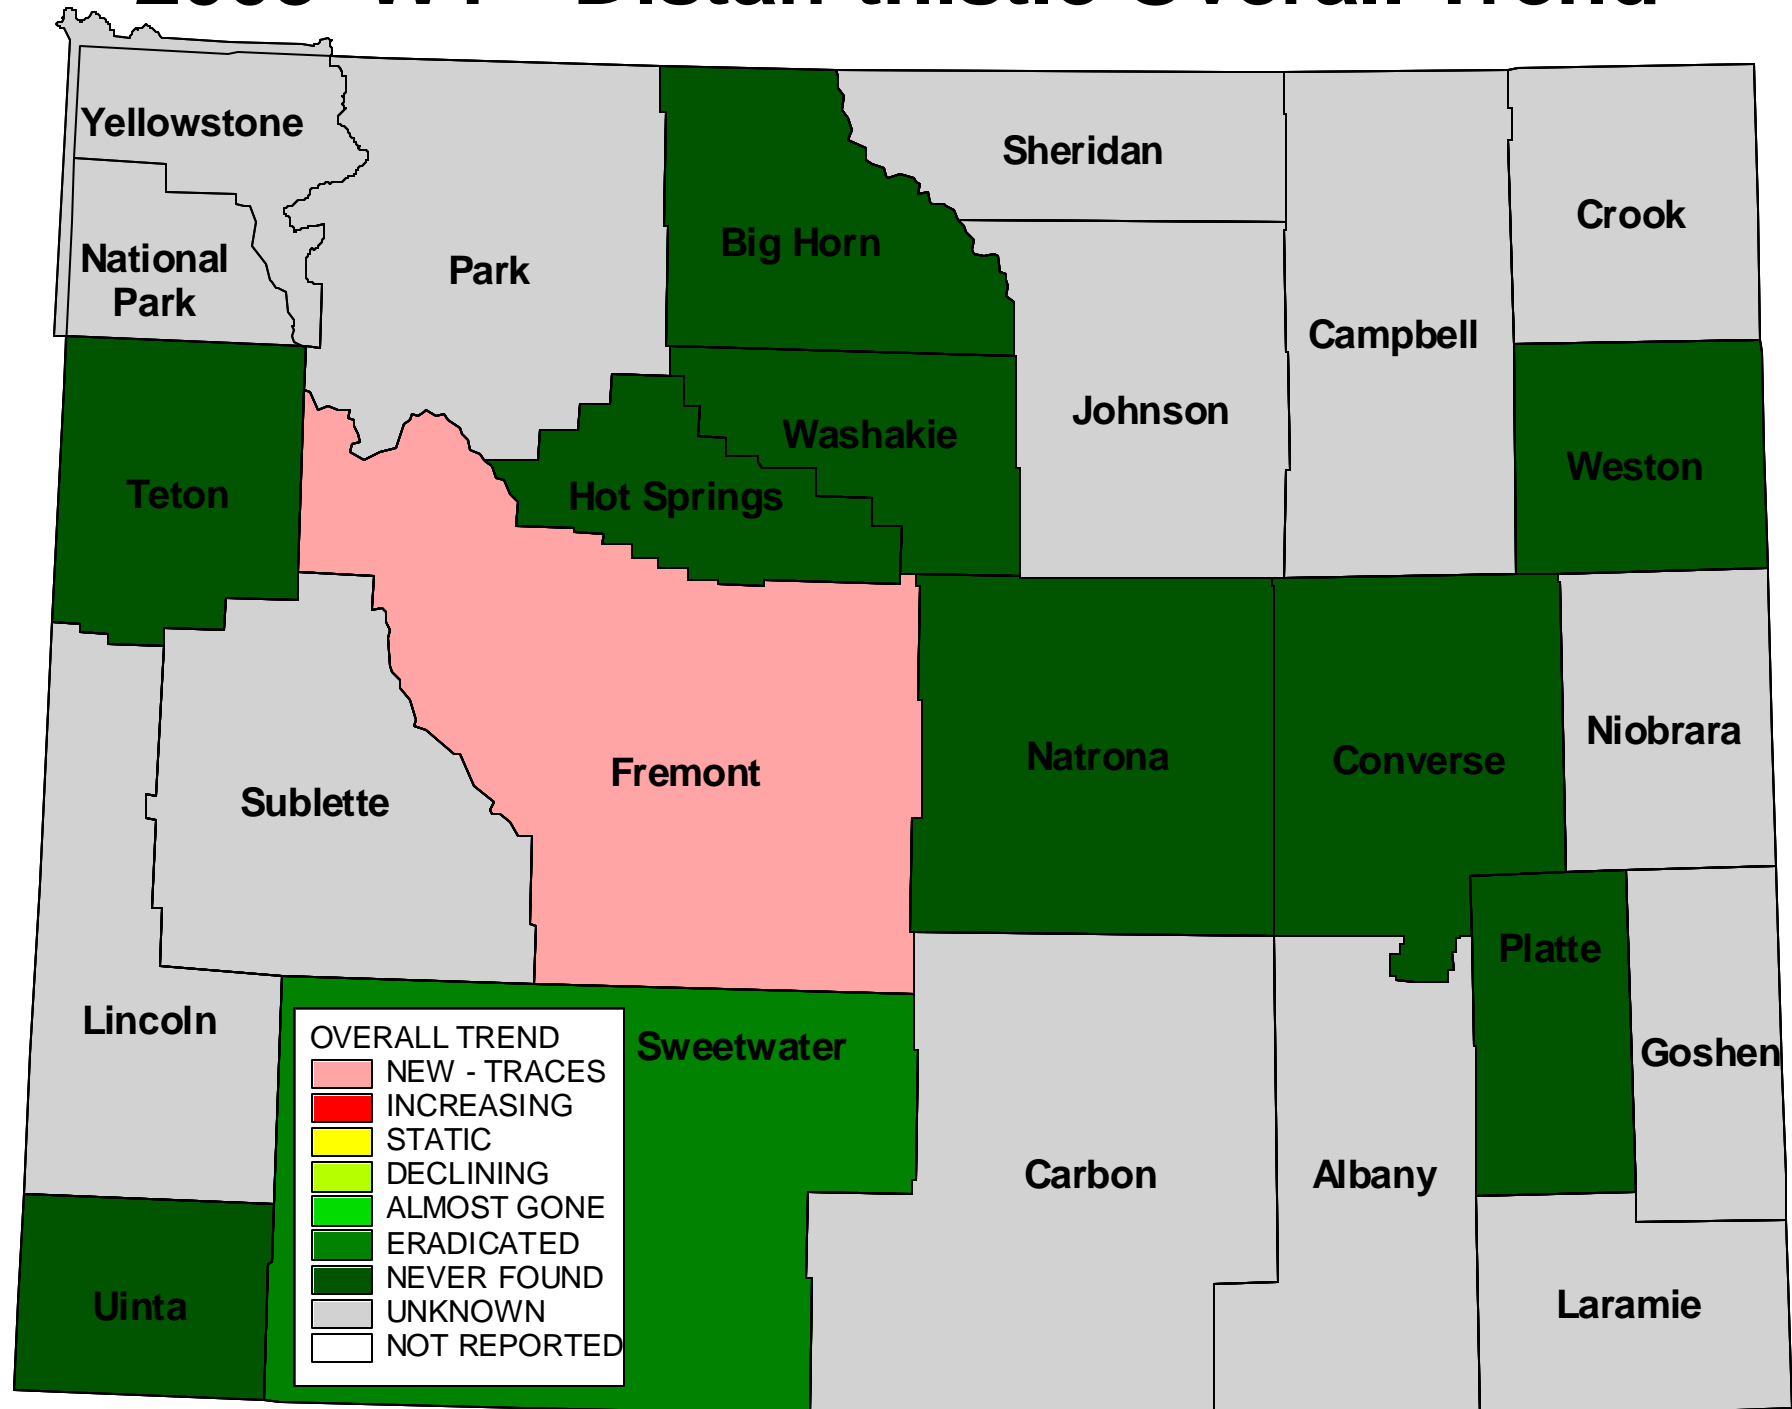 Overall Trend
Yellowstone
National
Park
Park
Big Horn
Sheridan
Crook
Campbell
Johnson
Washakie
Hot Springs
Teton
Weston
Fremont
Natrona
Converse
Niobrara
Sublette
Platte
Lincoln
Sweetwater
Goshen
Carbon
Albany
Uinta
Laramie
OVERALL TREND
NEW - TRACES
INCREASING
STATIC
DECLINING
ALMOST GONE
ERADICATED
NEVER FOUND
UNKNOWN
NOT REPORTED